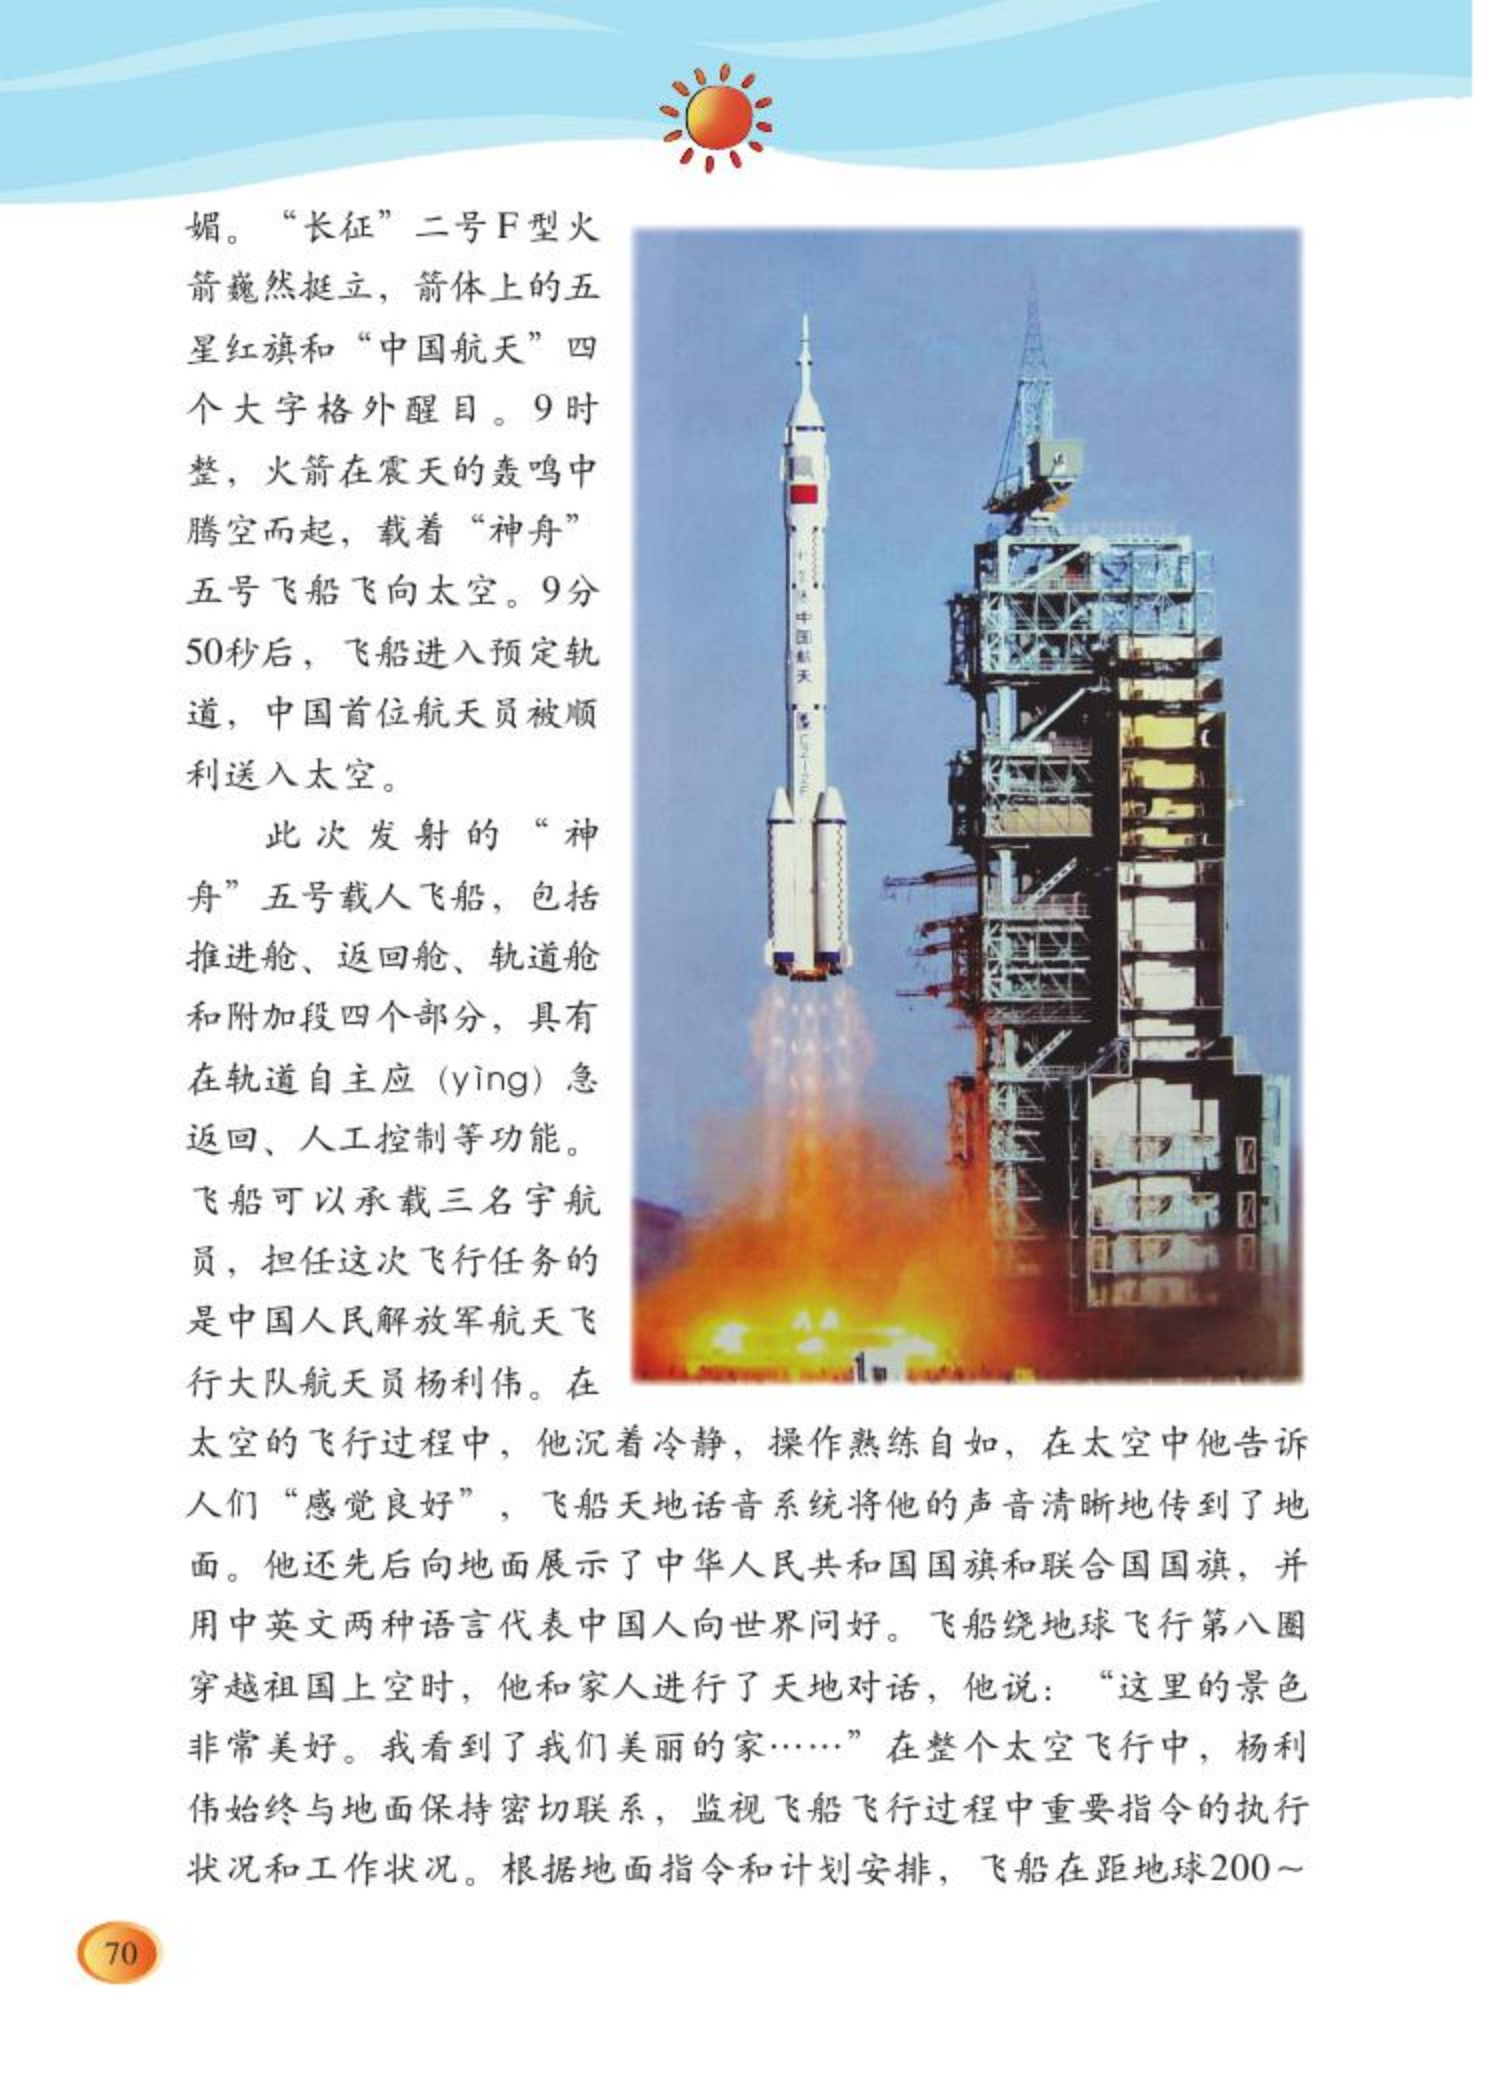 媚。“长征”二号F型火
箭巍然挺立，箭体上的五
星红旗和“中国航天”四
个大字格外醒目。9时
整，火箭在震天的轰鸣中
腾空而起，载着“神舟”
五号飞船飞向太空。9分
50秒后，飞船进入预定轨
道，中国首位航天员被顺
利送入太空。
此次发射的“神
舟”五号载人飞船，包括
推进舱、返回舱、轨道舱
和附加段四个部分，具有
在轨道自主应（yìng）急
返回、人工控制等功能。
飞船可以承载三名宇航
员，担任这次飞行任务的
是中国人民解放军航天飞
行大队航天员杨利伟。在
太空的飞行过程中，他沉着冷静，操作熟练自如，在太空中他告诉
人们“感觉良好”，飞船天地话音系统将他的声音清晰地传到了地
面。他还先后向地面展示了中华人民共和国国旗和联合国国旗，并
用中英文两种语言代表中国人向世界问好。飞船绕地球飞行第八圈
穿越祖国上空时，他和家人进行了天地对话，他说：“这里的景色
非常美好。我看到了我们美丽的家……”在整个太空飞行中，杨利
伟始终与地面保持密切联系，监视飞船飞行过程中重要指令的执行
状况和工作状况。根据地面指令和计划安排，飞船在距地球200～
中国航天
70